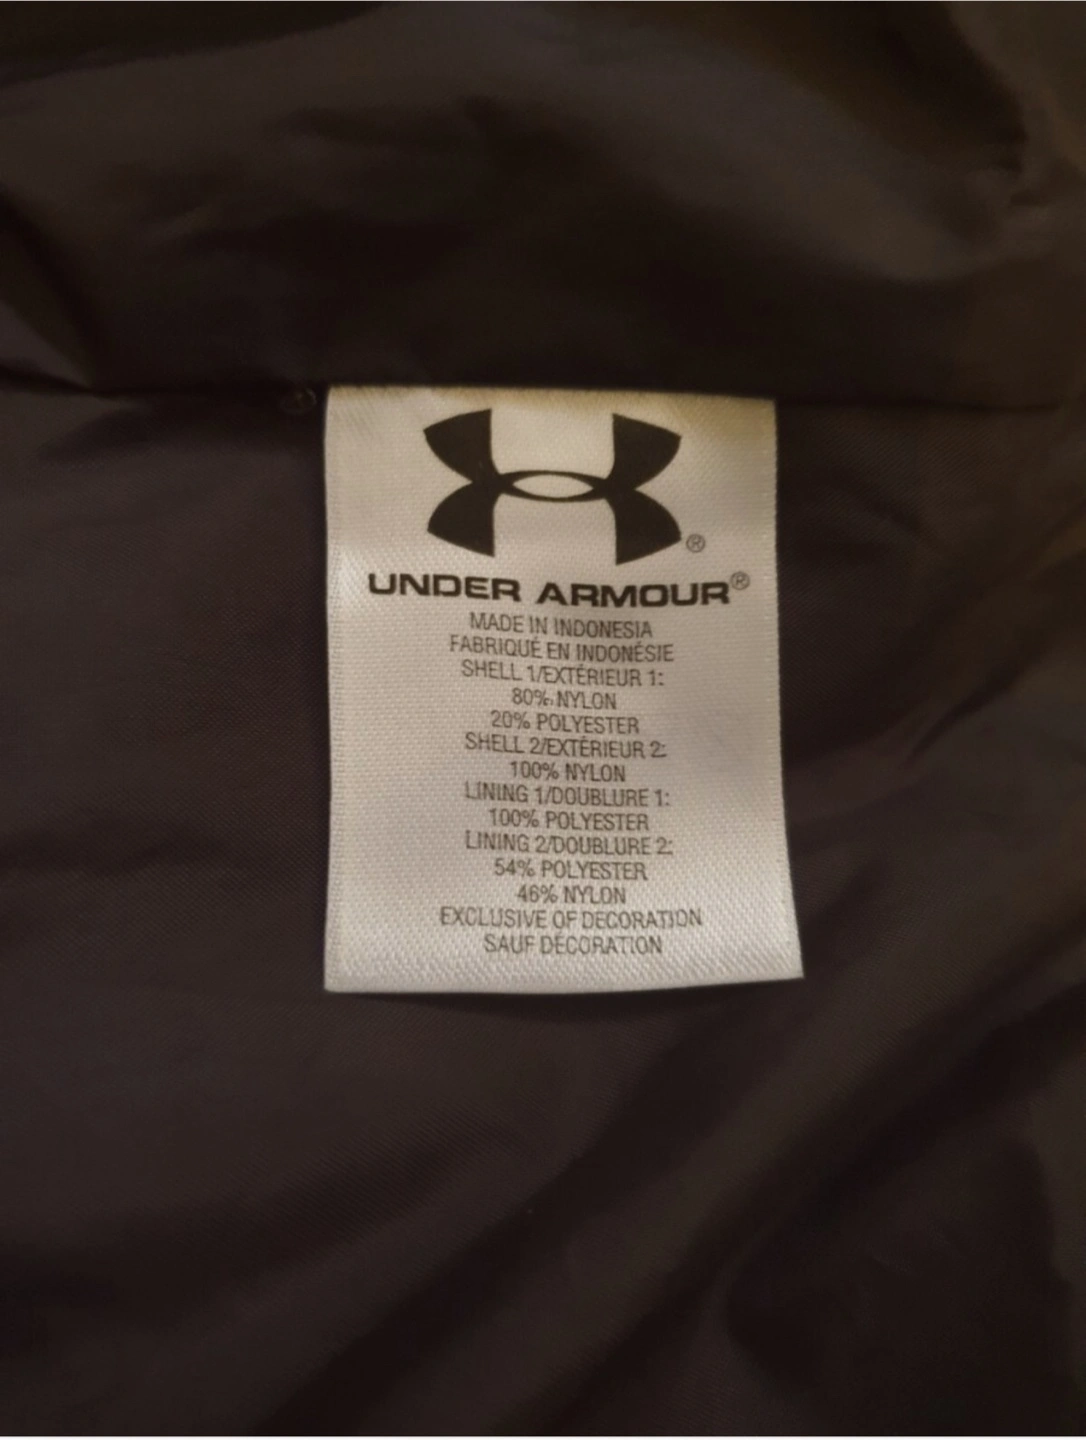 ®
UNDER ARMOUR®
MADE IN INDONESIA
FABRIQUÉ EN INDONÉSIE
SHELL 1/EXTÉRIEUR 1:
80% NYLON
20% POLYESTER
SHELL 2/EXTÉRIEUR 2:
100% NYLON
LINING 1/DOUBLURE 1:
100% POLYESTER
LINING 2/DOUBLURE 2:
54% POLYESTER
46% NYLON
EXCLUSIVE OF DECORATION
SAUF DÉCORATION